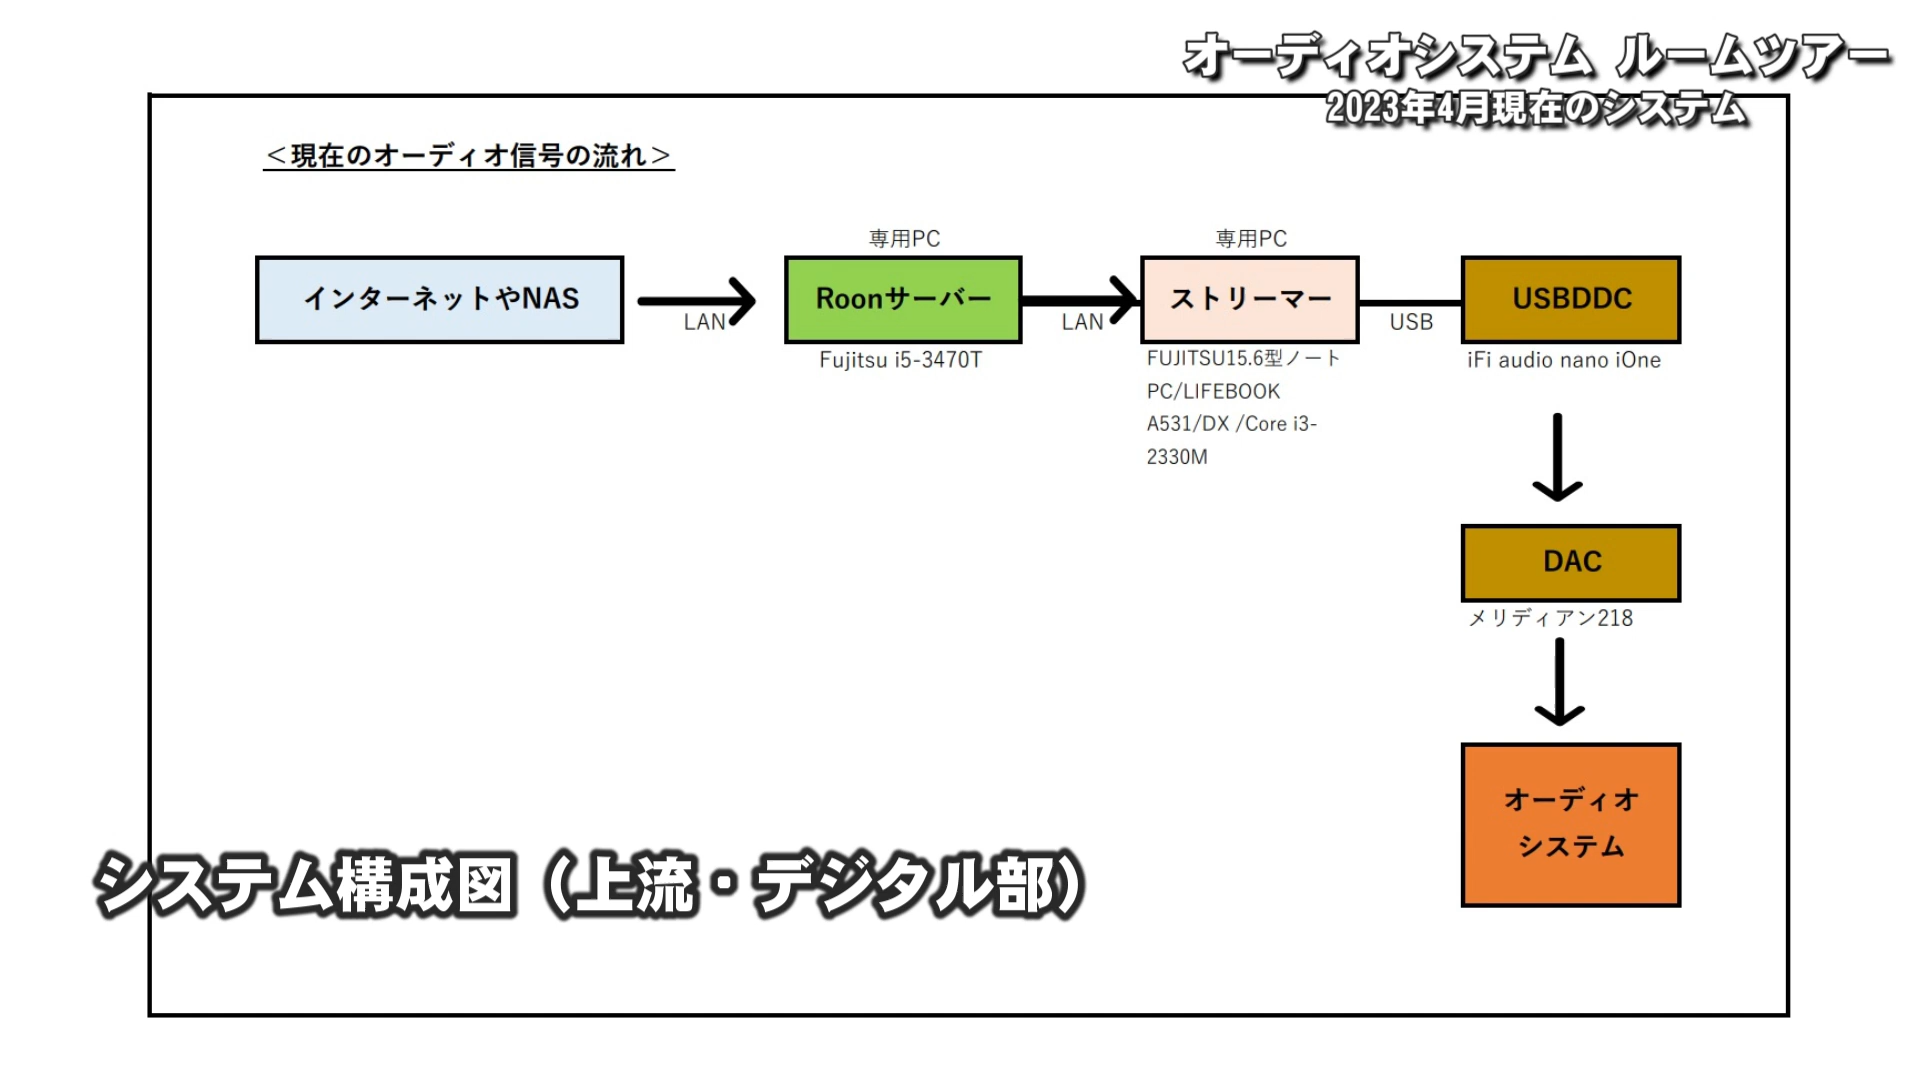 オーディオシステム ルームツアー
2023年4月現在のシステム
＜現在のオーディオ信号の流れ＞
専用PC
専用PC
インターネットやNAS
LAN
Roonサーバー
LAN
ストリーマー
USB
USBDDC
Fujitsu i5-3470T
FUJITSU15.6型ノート
PC/LIFEBOOK
A531/DX /Core i3-
2330M
iFi audio nano iOne
DAC
メリディアン218
オーディオ
システム
システム構成図（上流・デジタル部）